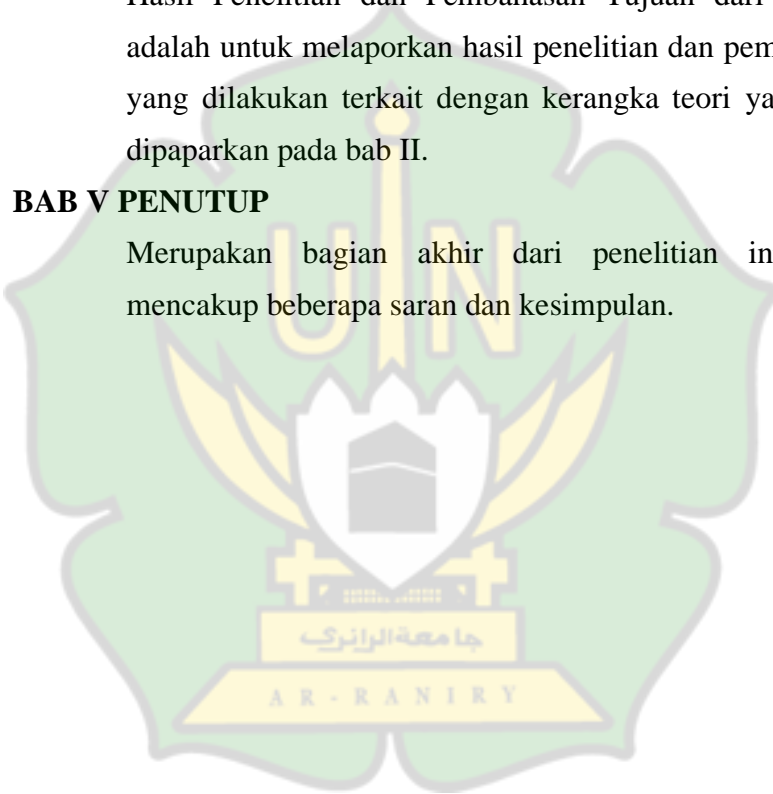 Hasil Penelitian dan Pembahasan Tujuan dari
adalah untuk melaporkan hasil penelitian dan pem
yang dilakukan terkait dengan kerangka teori ya
dipaparkan pada bab II.
BAB V PENUTUP
Merupakan bagian akhir dari penelitian in
mencakup beberapa saran dan kesimpulan.
UIN
جامعةالرانري
AR-RANIRY